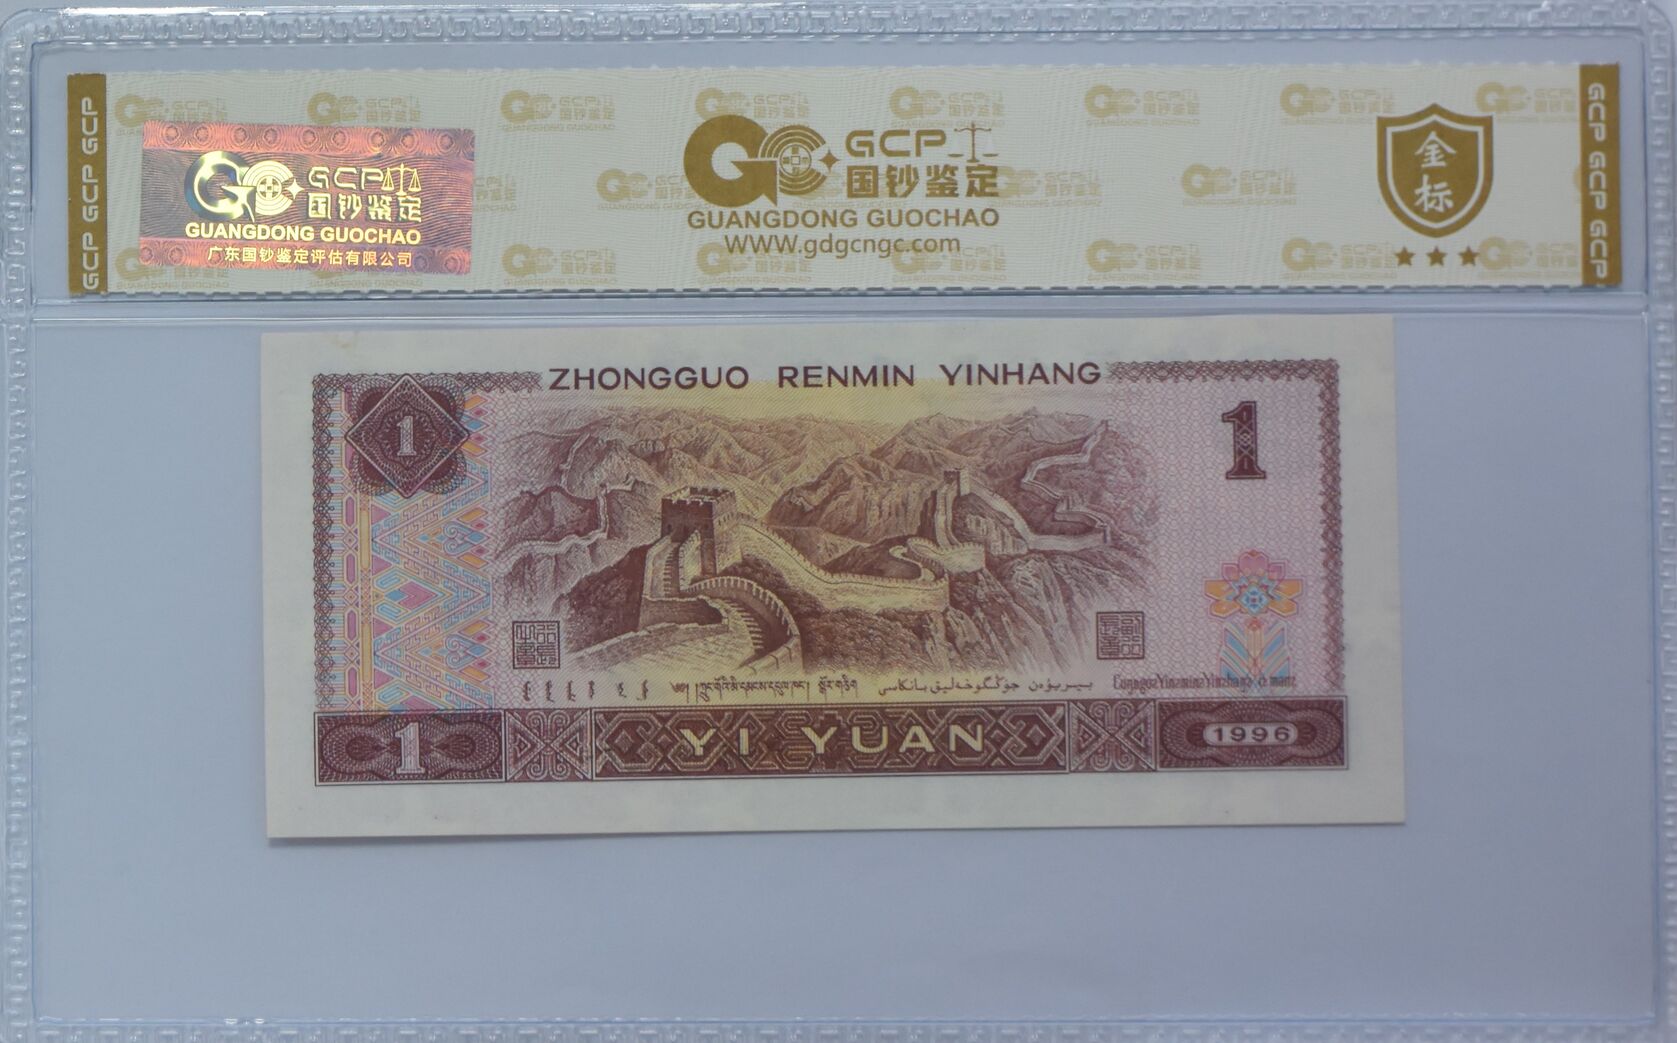 GCP GCP GCP
GCP
国钞鉴定
GUANGDONG GUOCHAO
广东国钞鉴定评估有限公司
GCP
国钞鉴定
GUANGDONG GUOCHAO
WWW.gdgcngc.com
金标
GCP GCP GCP
ZHONGGUO RENMIN YINHANG
1
1
1
YI YUAN
1996